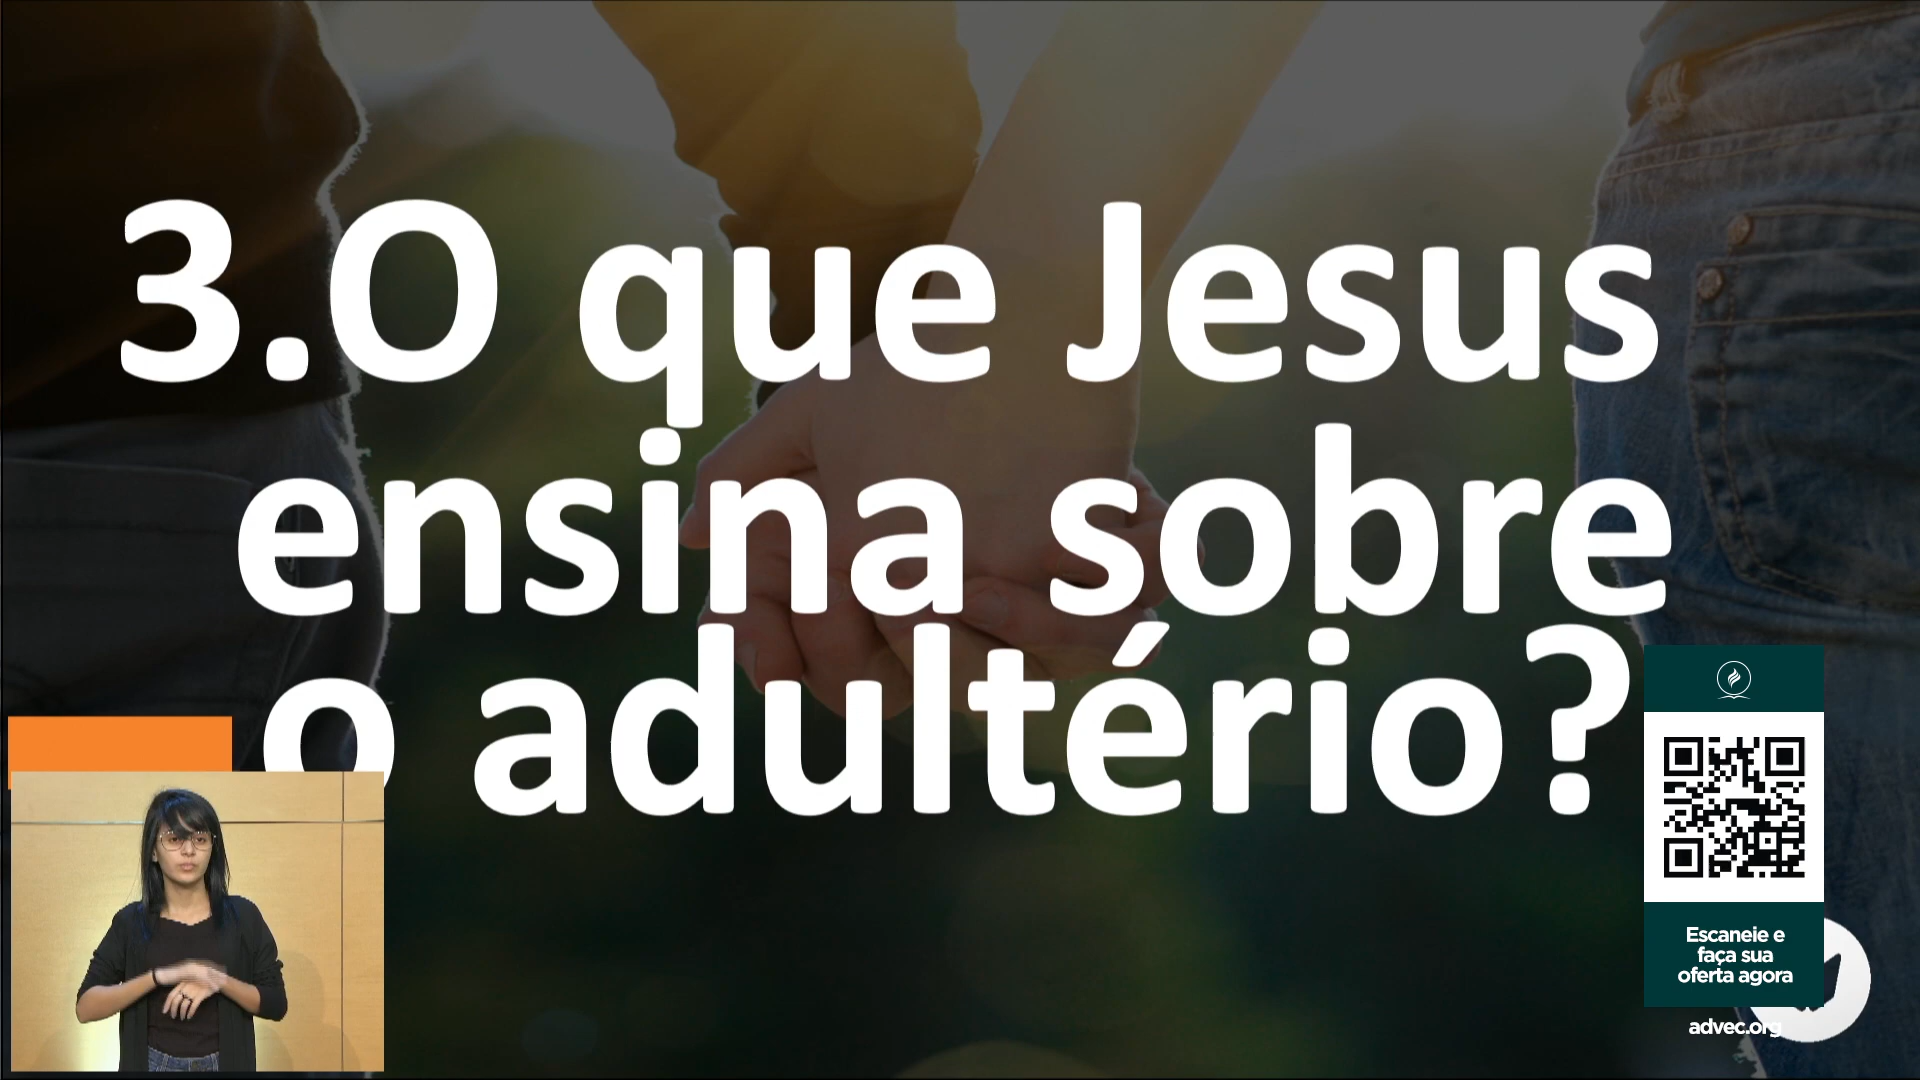 3.O que Jesus
ensina sobre
o adultério?
Escaneie e
faça sua
oferta agora
advec.org